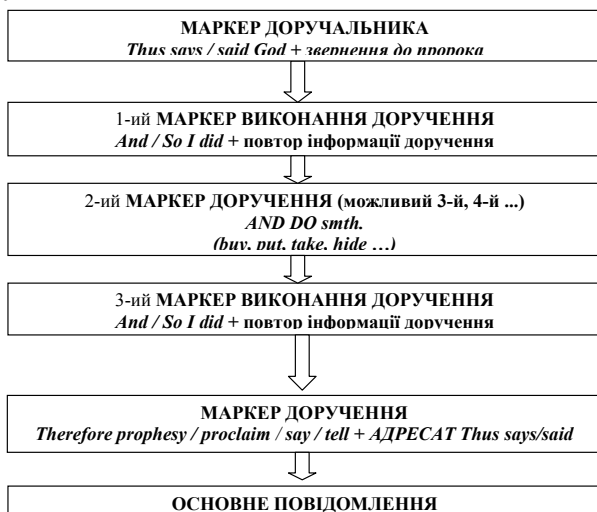 МАРКЕР ДОРУЧАЛЬНИКА
Thus says / said God + звернення до пророка
1-ий МАРКЕР ВИКОНАННЯ ДОРУЧЕННЯ
And / So I did + повтор інформації доручення
2-ий МАРКЕР ДОРУЧЕННЯ (можливий 3-й, 4-й ...)
AND DO smth.
(buy, put, take, hide ...)
3-ий МАРКЕР ВИКОНАННЯ ДОРУЧЕННЯ
And / So I did + повтор інформації доручення
МАРКЕР ДОРУЧЕННЯ
Therefore prophesy / proclaim / say / tell + АДРЕСАТ Thus says/said
ОСНОВНЕ ПОВІДОМЛЕННЯ